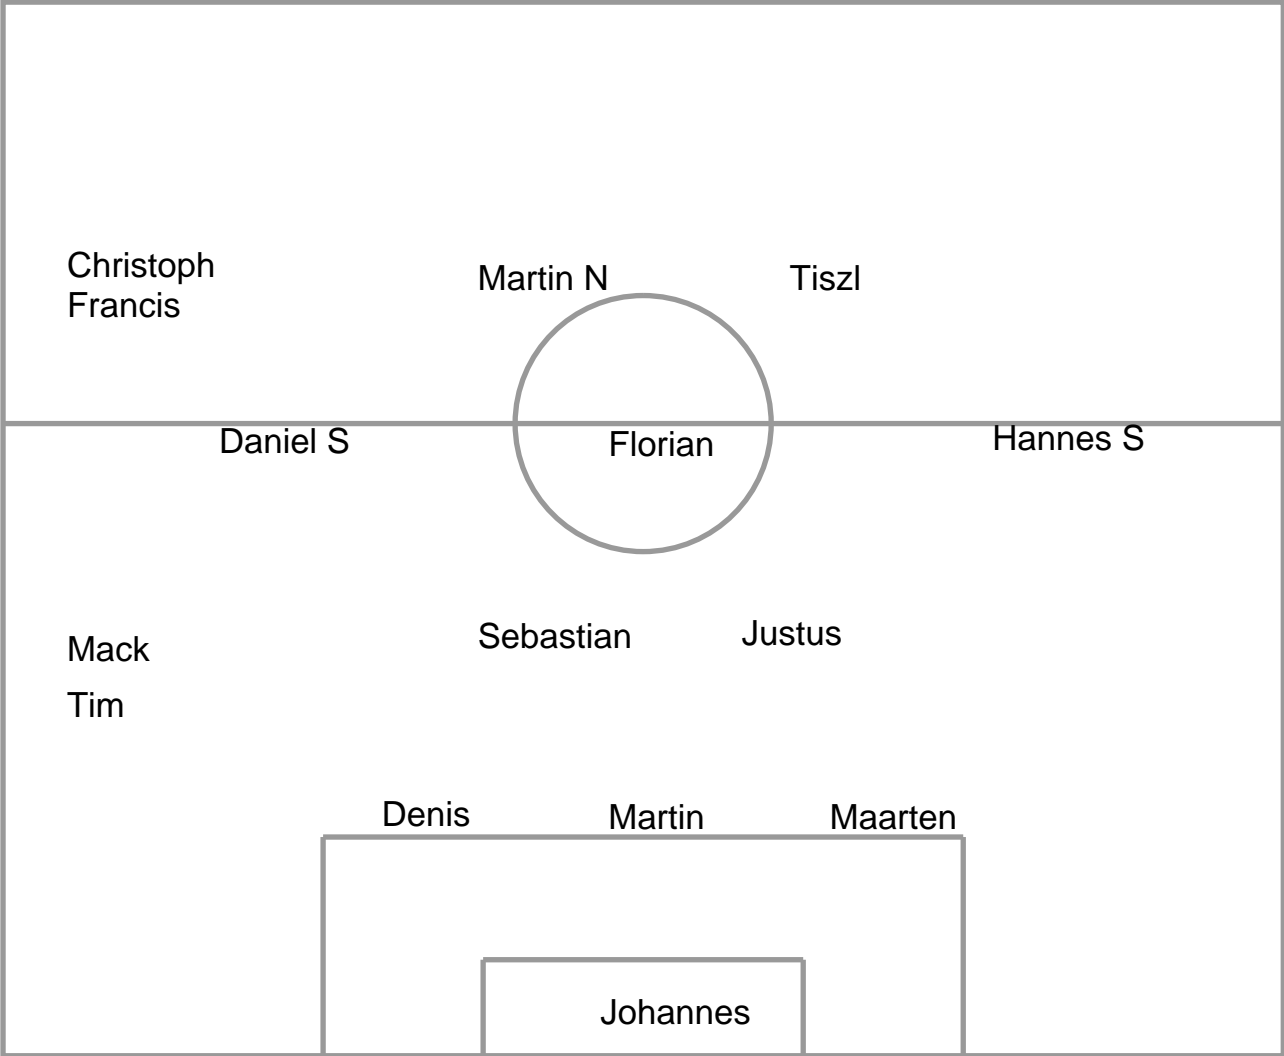 Christoph
Francis
Martin N
Tiszl
Daniel S
Florian
Hannes S
Mack
Tim
Sebastian
Justus
Denis
Martin
Maarten
Johannes